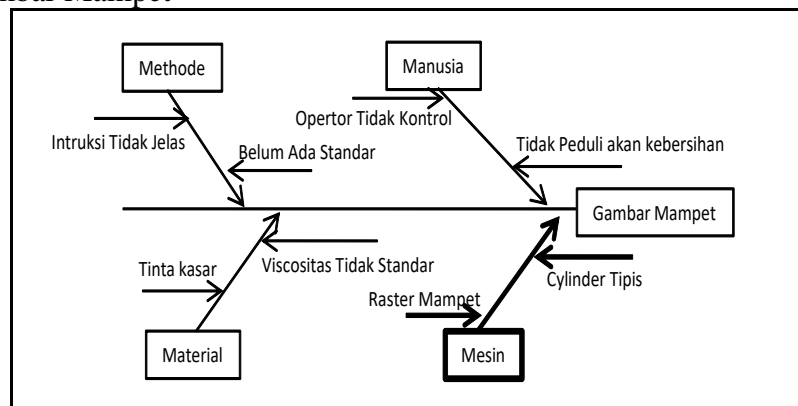 Methode
Manusia
Opertor Tidak Kontrol
Intruksi Tidak Jelas
Belum Ada Standar
Tidak Peduli akan kebersihan
Gambar Mampet
Tinta kasar
Viscositas Tidak Standar
Cylinder Tipis
Raster Mampet
Material
Mesin